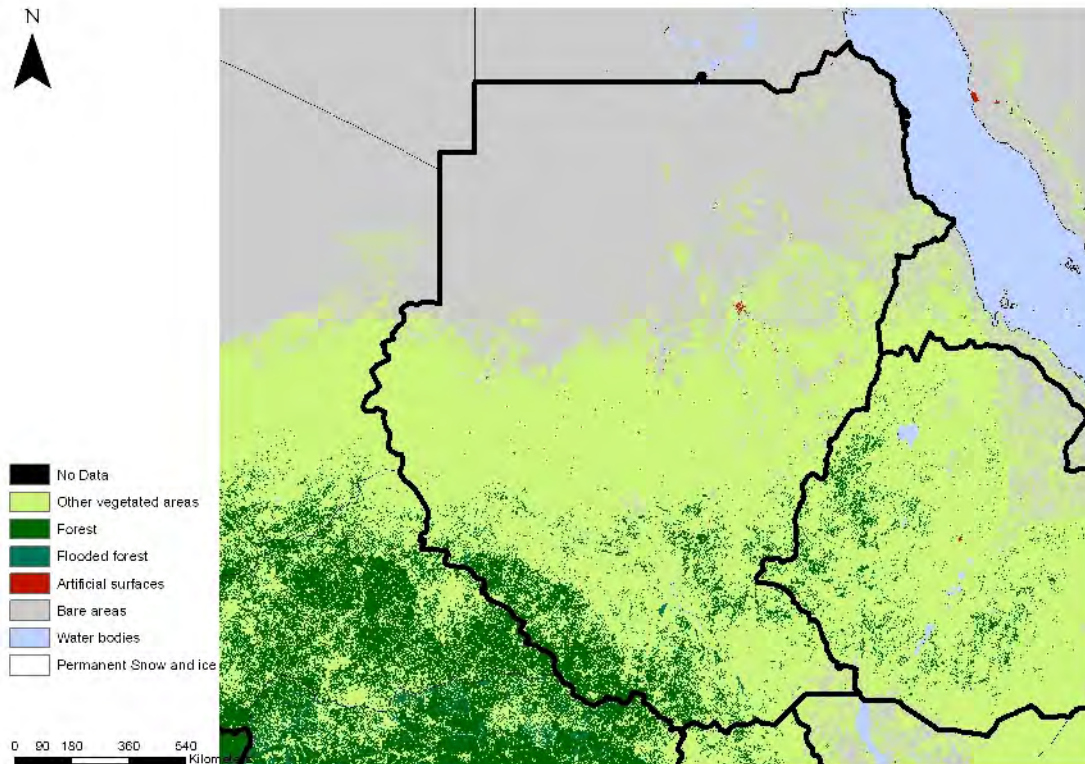 N
No Data
Other vegetated areas
Forest
Flooded forest
Artificial surfaces
Bare areas
Water bodies
Permanent Snow and ice
0 90 180 360 540
Kilom